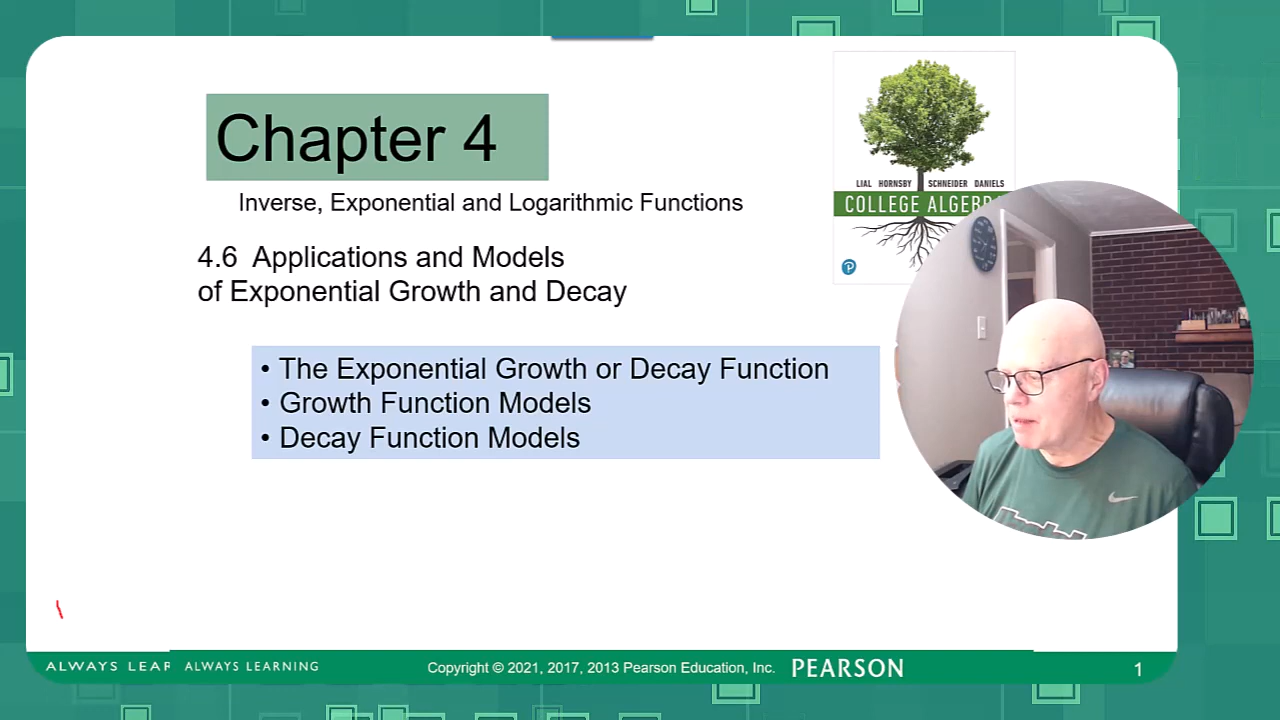 Chapter 4
Inverse, Exponential and Logarithmic Functions
4.6 Applications and Models
of Exponential Growth and Decay
• The Exponential Growth or Decay Function
• Growth Function Models
• Decay Function Models
LIAL HORNSBY SCHNEIDER DANIELS
COLLEGE ALGEBR
P
ALWAYS LEAR ALWAYS LEARNING
Copyright © 2021, 2017, 2013 Pearson Education, Inc. PEARSON 1